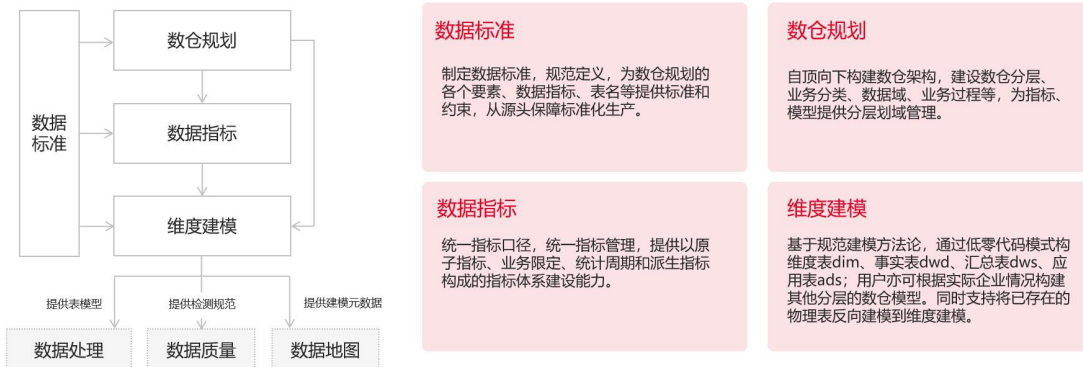 数据
标准
数仓规划
数据指标
维度建模
提供表模型
提供检测规范
提供建模元数据
数据处理
数据质量
数据地图
数据标准
制定数据标准，规范定义，为数仓规划的
各个要素、数据指标、表名等提供标准和
约束，从源头保障标准化生产。
数仓规划
自顶向下构建数仓架构，建设数仓分层、
业务分类、数据域、业务过程等，为指标、
模型提供分层划域管理。
数据指标
统一指标口径，统一指标管理，提供以原
子指标、业务限定、统计周期和派生指标
构成的指标体系建设能力。
维度建模
基于规范建模方法论，通过低零代码模式构
维度表dim、事实表dwd、汇总表dws、应
用表ads；用户亦可根据实际企业情况构建
其他分层的数仓模型。同时支持将已存在的
物理表反向建模到维度建模。